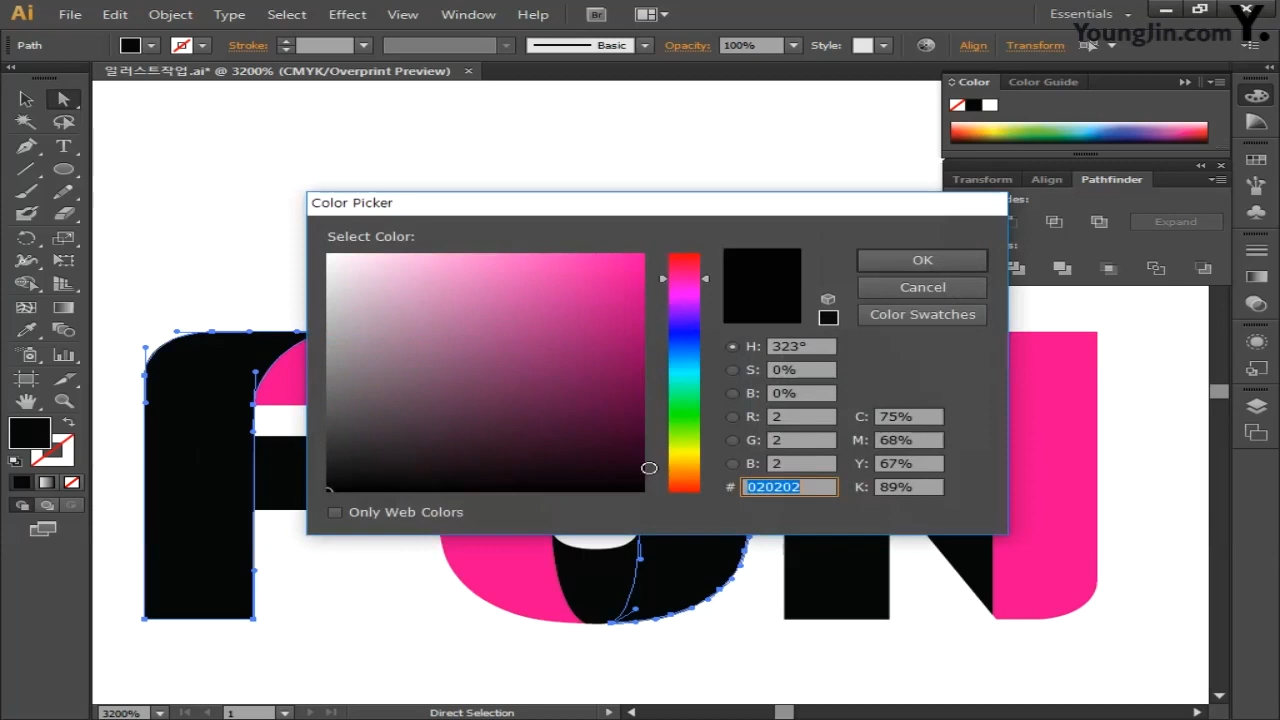 Ai File Edit Object Type Select Effect View Window Help Br Essentials
YoungJin.com Y.
Path Stroke: Basic Opacity: 100% Style: Align Transform
일러스트작업.ai* @ 3200% (CMYK/Overprint Preview) ×
Color Color Guide
Transform Align Pathfinder
des:
Expand
s:
Color Picker
Select Color:
OK
Cancel
Color Swatches
H: 323°
S: 0%
B: 0%
R: 2 C: 75%
G: 2 M: 68%
B: 2 Y: 67%
# 020202 K: 89%
Only Web Colors
3200% 1 Direct Selection